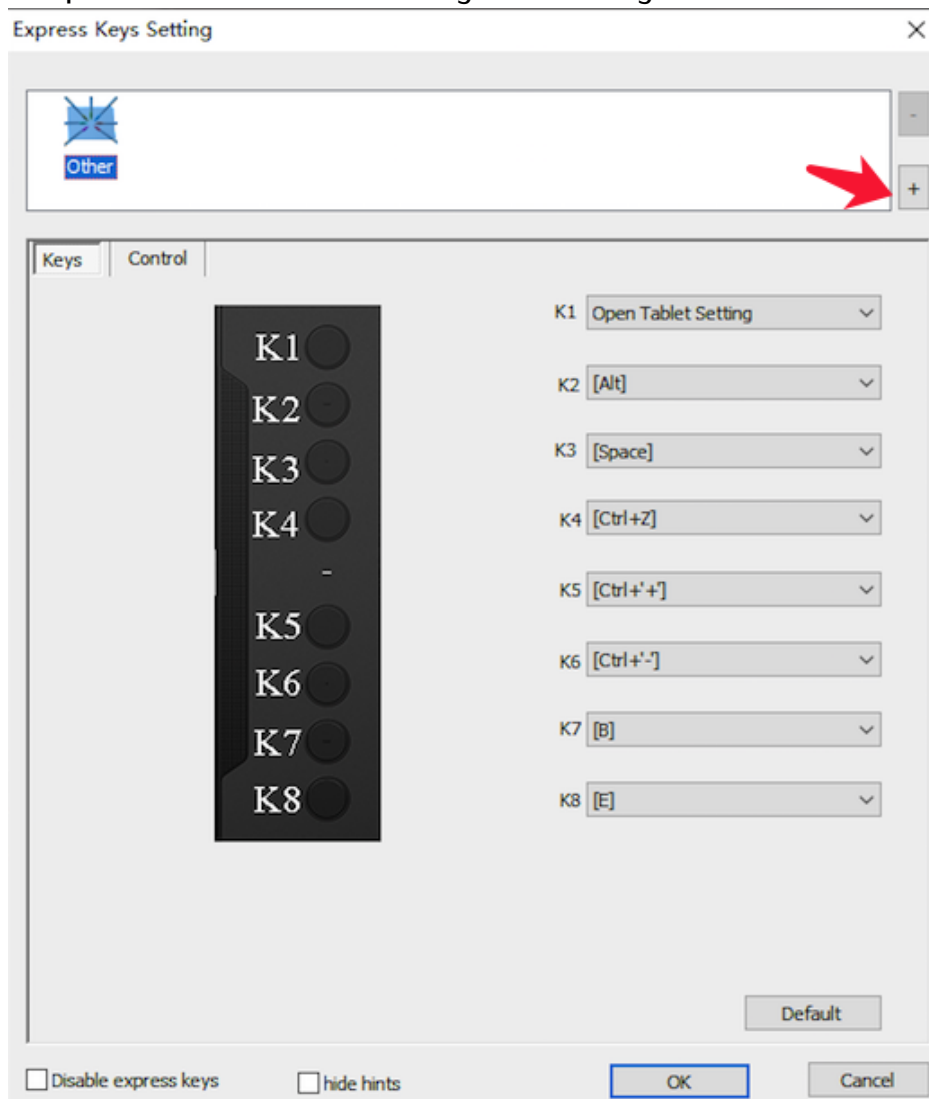 Express Keys Setting
-
Other
+
Keys Control
K1
K2
K3
K4
-
K5
K6
K7
K8
K1 Open Tablet Setting
K2 [Alt]
K3 [Space]
K4 [Ctrl+Z]
K5 [Ctrl+'+']
K6 [Ctrl+'-']
K7 [B]
K8 [E]
Default
Disable express keys hide hints OK Cancel